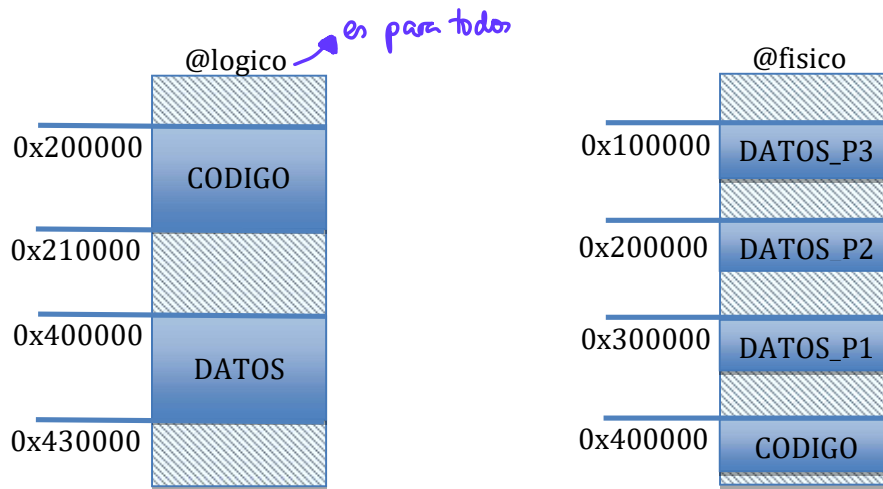 es para todos
@logico
0x200000
CODIGO
0x210000
0x400000
DATOS
0x430000
@fisico
0x100000
DATOS_P3
0x200000
DATOS_P2
0x300000
DATOS_P1
0x400000
CODIGO